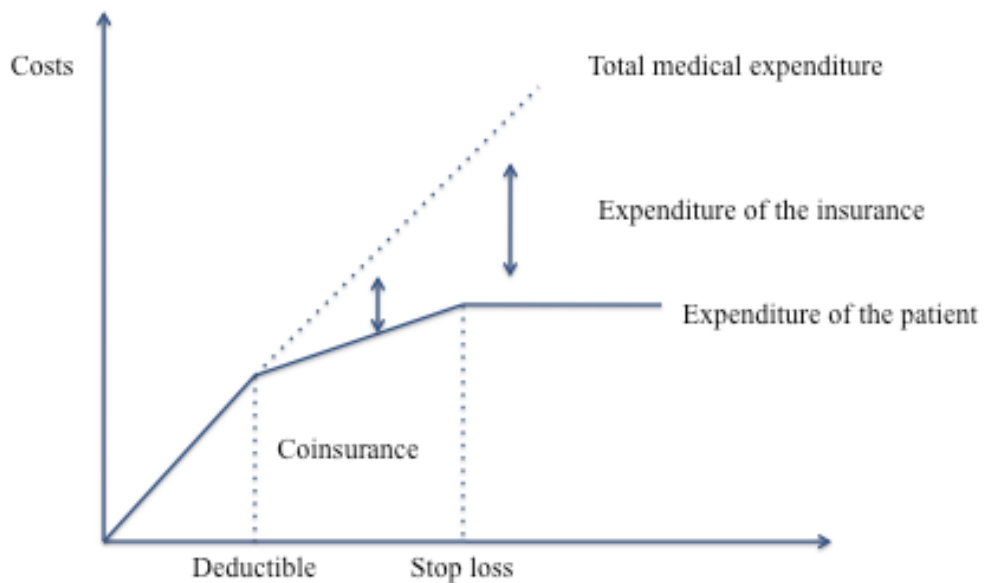 Costs
Total medical expenditure
Expenditure of the insurance
Expenditure of the patient
Coinsurance
Deductible
Stop loss